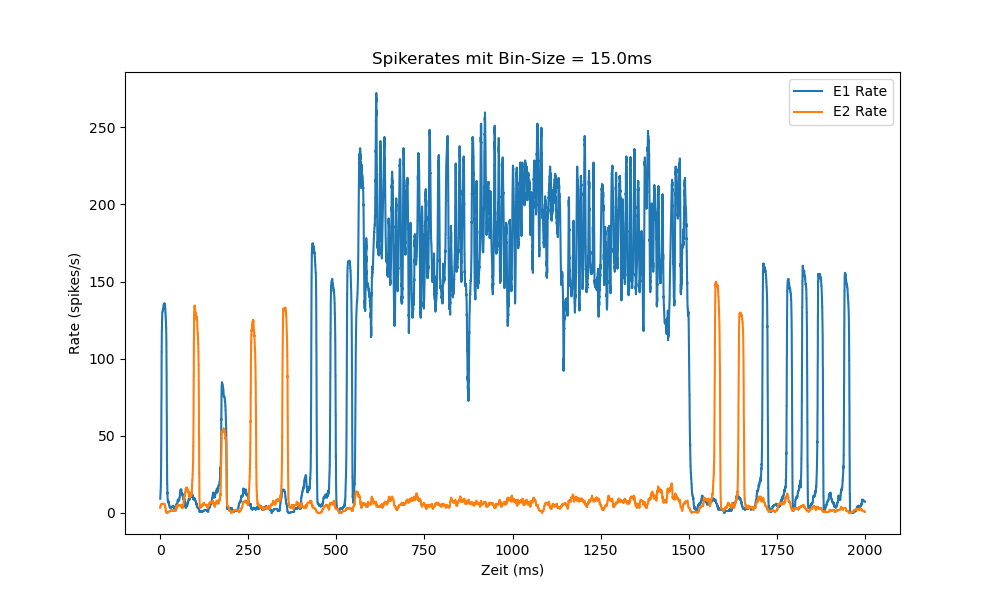 Spikerates mit Bin-Size = 15.0ms
E1 Rate
E2 Rate
Rate (spikes/s)
250
200
150
100
50
0
0 250 500 750 1000 1250 1500 1750 2000
Zeit (ms)